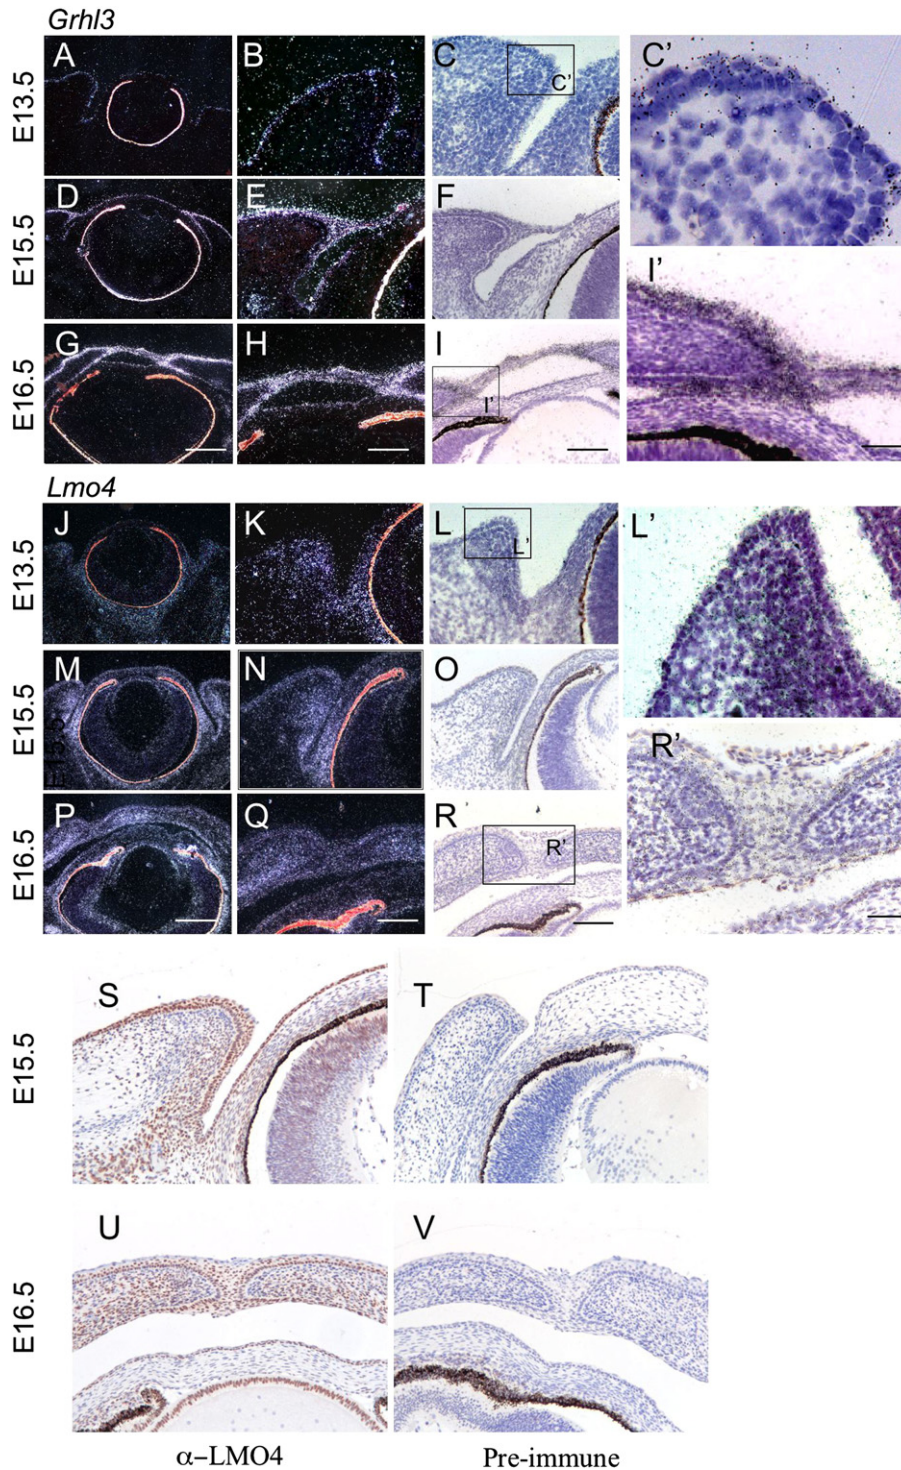 Grhl3
E13.5
A
B
C
C'
C'
E15.5
D
E
F
E16.5
G
H
I
I'
I'
Lmo4
E13.5
J
K
L
L'
L'
E15.5
M
N
O
E16.5
P
Q
R
R'
R'
E15.5
S
T
E16.5
U
V
α-LMO4
Pre-immune